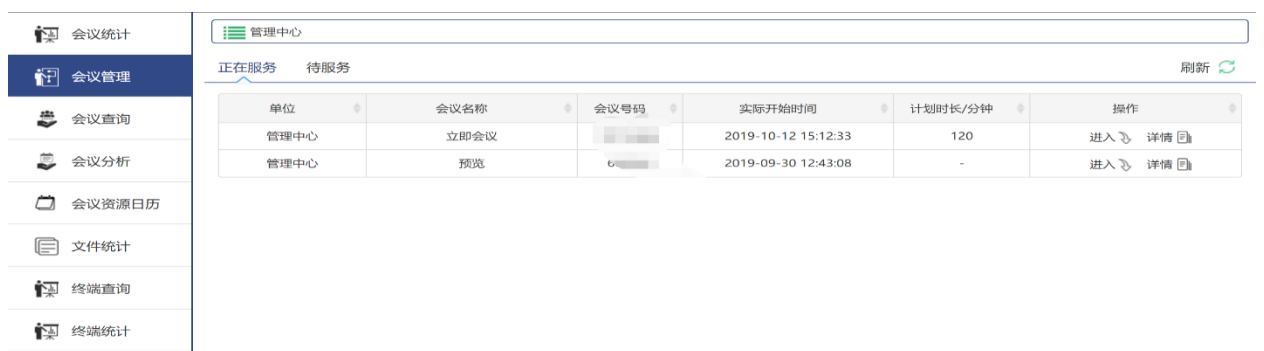 会议统计
会议管理
会议查询
会议分析
会议资源日历
文件统计
终端查询
终端统计
管理中心
正在服务 待服务 刷新
单位 会议名称 会议号码 实际开始时间 计划时长/分钟 操作
管理中心 立即会议 2019-10-12 15:12:33 120 进入 详情
管理中心 预览 2019-09-30 12:43:08 - 进入 详情